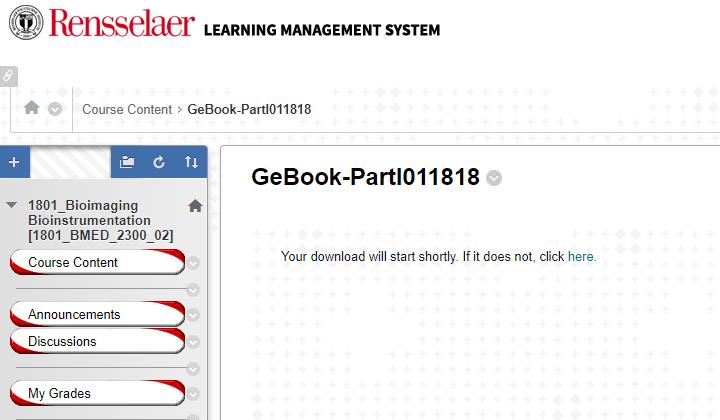 Rensselaer LEARNING MANAGEMENT SYSTEM
Course Content > GeBook-PartI011818
1801_Bioimaging
Bioinstrumentation
[1801_BMED_2300_02]
Course Content
Announcements
Discussions
My Grades
GeBook-PartI011818
Your download will start shortly. If it does not, click here.